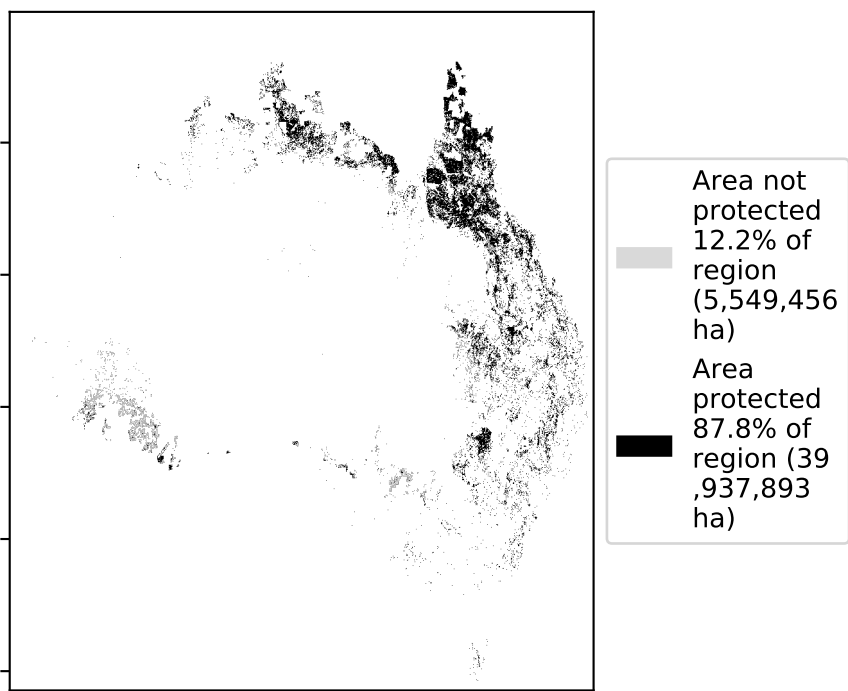 Area not
protected
12.2% of
region
(5,549,456
ha)
Area
protected
87.8% of
region (39
,937,893
ha)